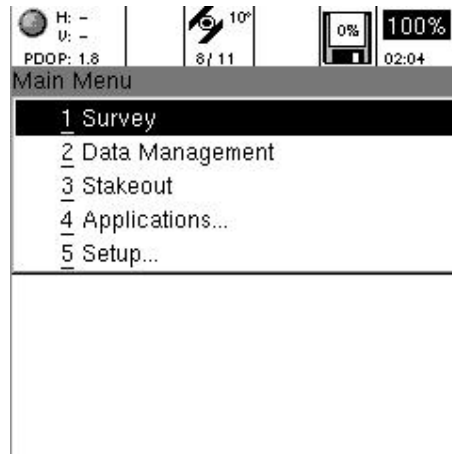 H: -
V: -
PDOP: 1.8
10°
8/ 11
0%
100%
02:04
Main Menu
1 Survey
2 Data Management
3 Stakeout
4 Applications...
5 Setup...